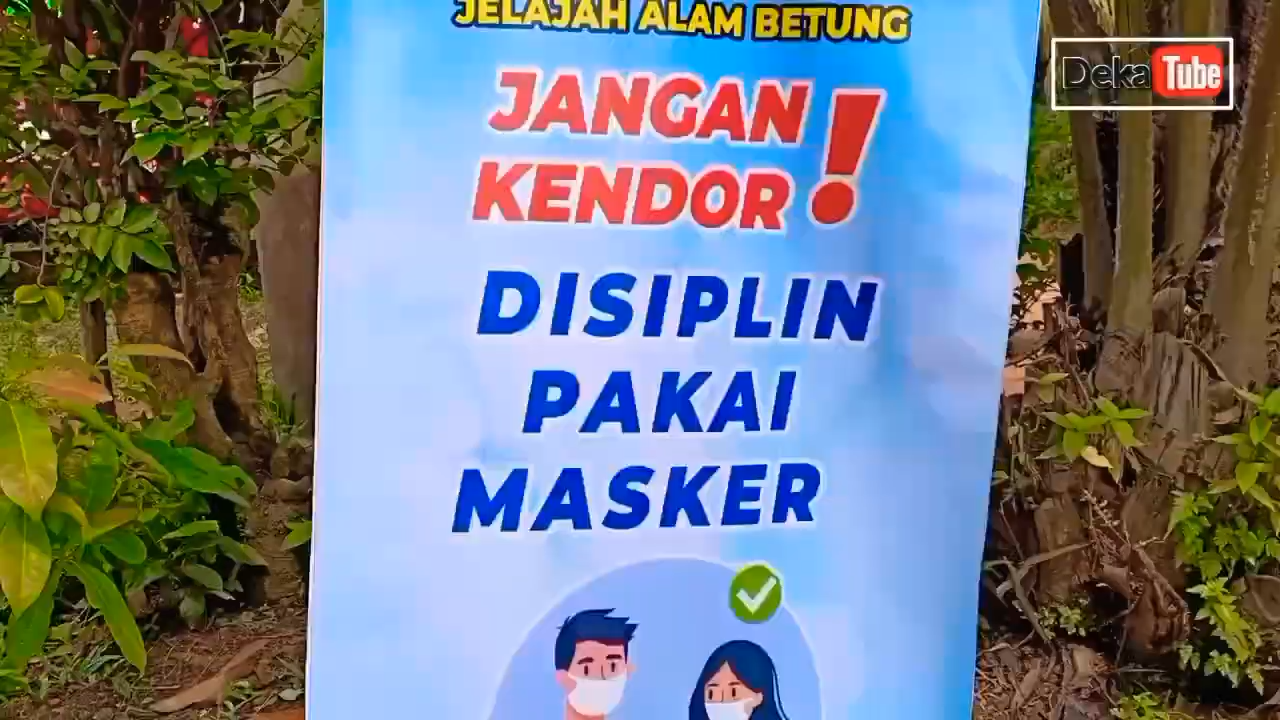 JELAJAH ALAM BETUNG
Deka Tube
JANGAN
KENDOR!
DISIPLIN
PAKAI
MASKER